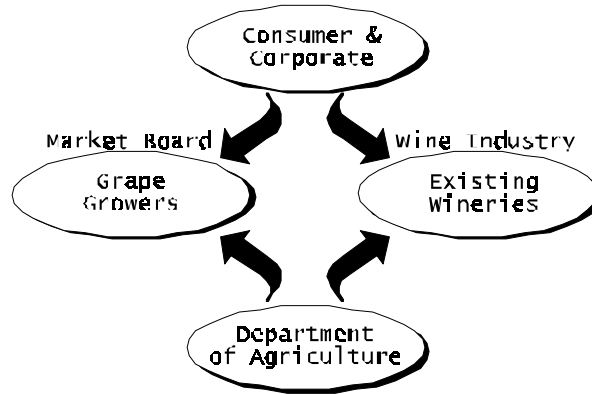 Consumer &
Corporate
Market Board
Wine Industry
Grape
Growers
Existing
Wineries
Department
of Agriculture